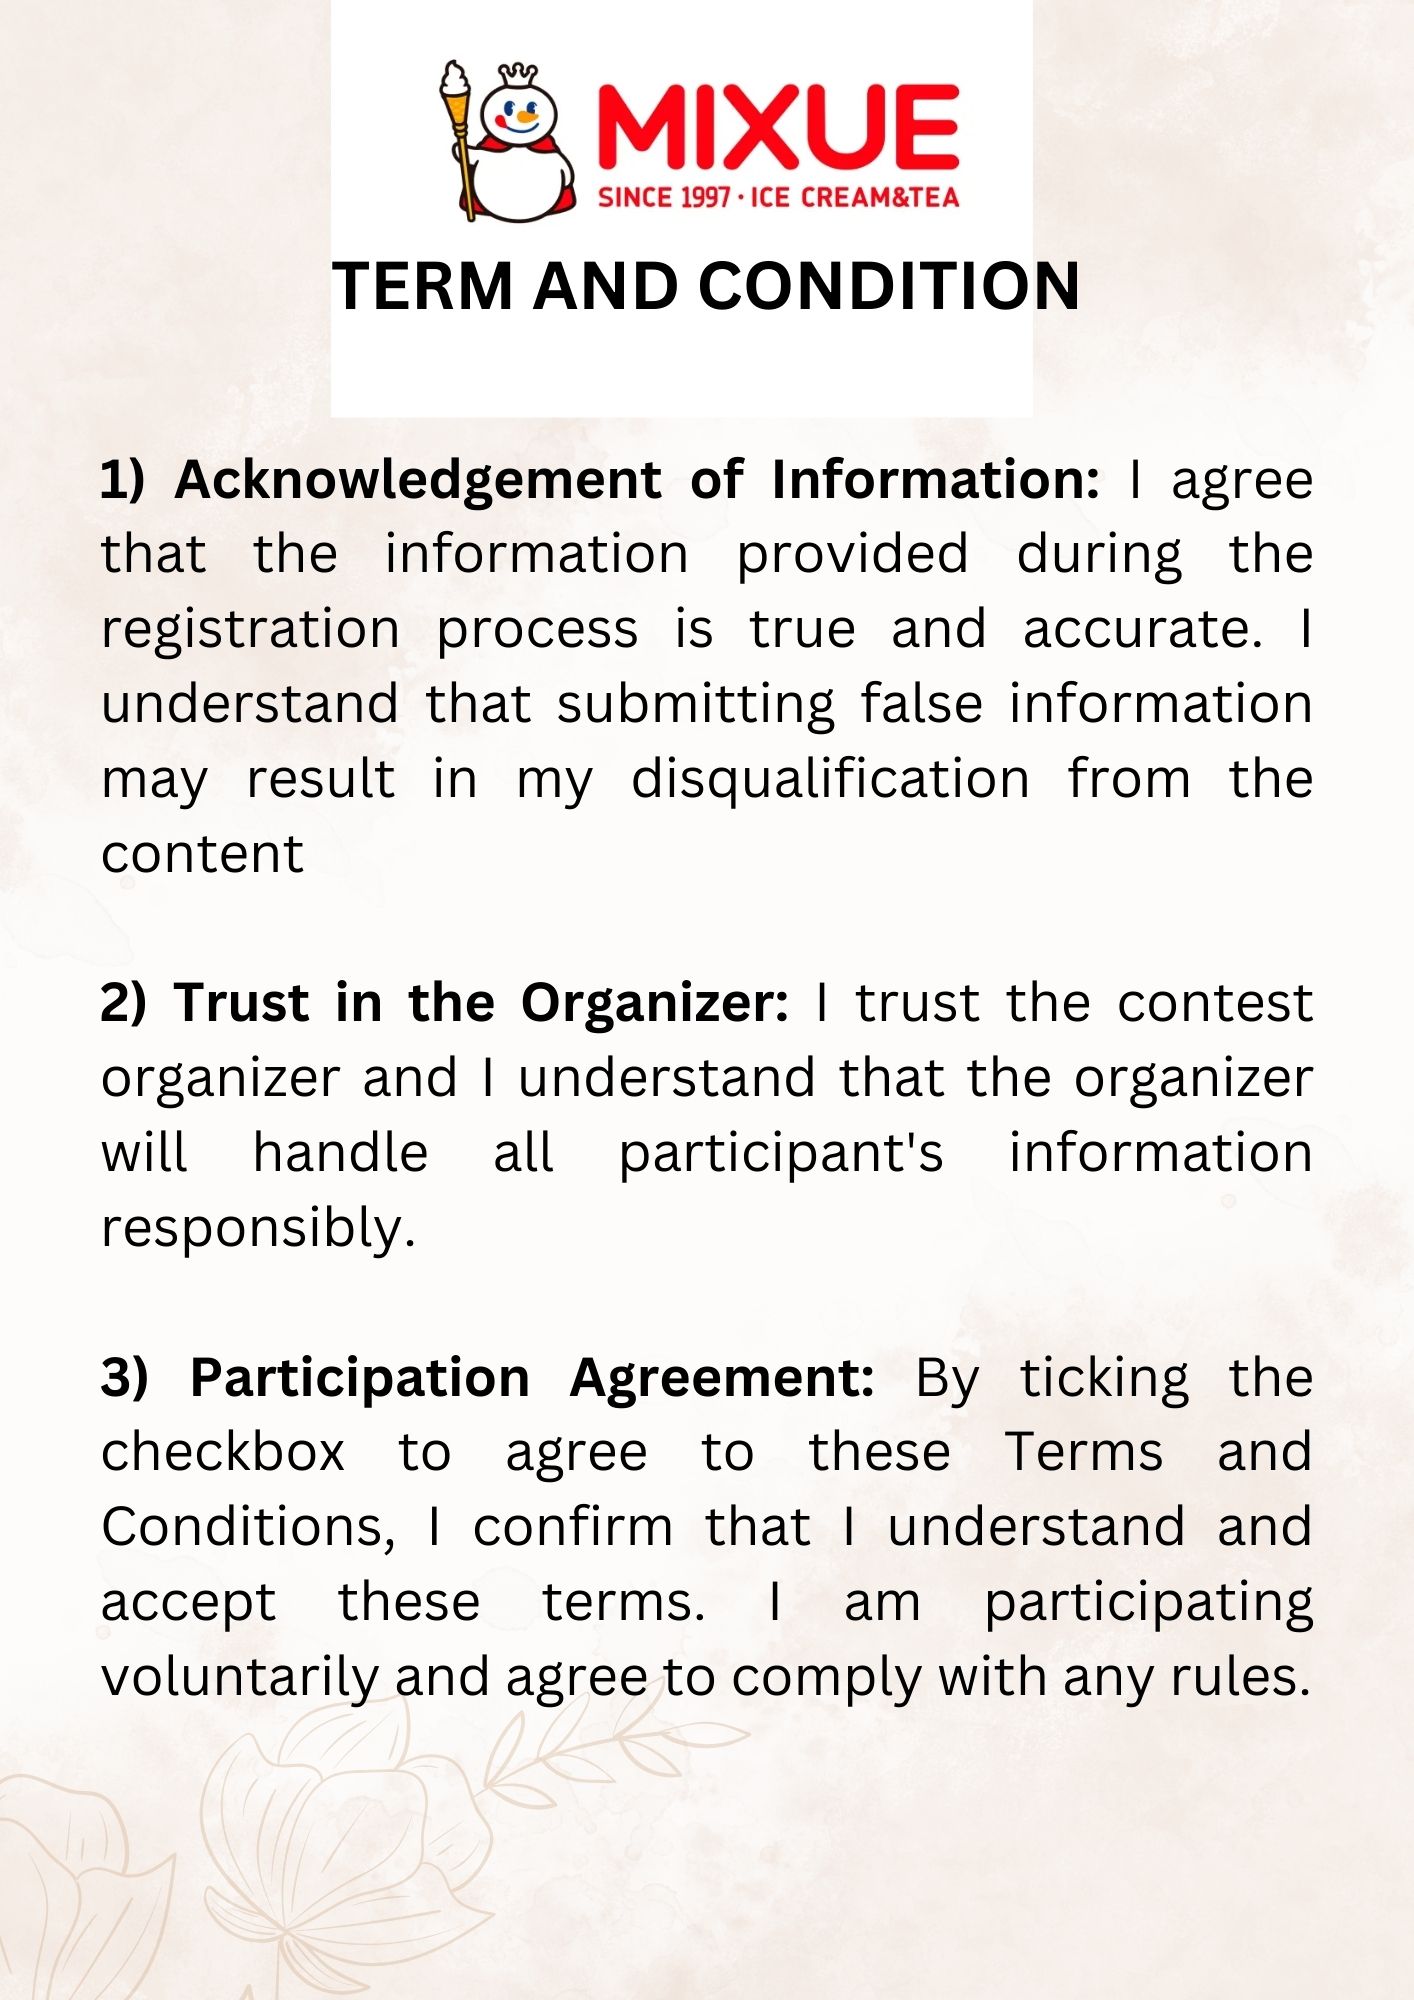 MIXUE
SINCE 1997 · ICE CREAM&TEA
TERM AND CONDITION
1) Acknowledgement of Information: I agree
that the information provided during the
registration process is true and accurate. I
understand that submitting false information
may result in my disqualification from the
content
2) Trust in the Organizer: I trust the contest
organizer and I understand that the organizer
will handle all participant's information
responsibly.
3) Participation Agreement: By ticking the
checkbox to agree to these Terms and
Conditions, I confirm that I understand and
accept these terms. I am participating
voluntarily and agree to comply with any rules.